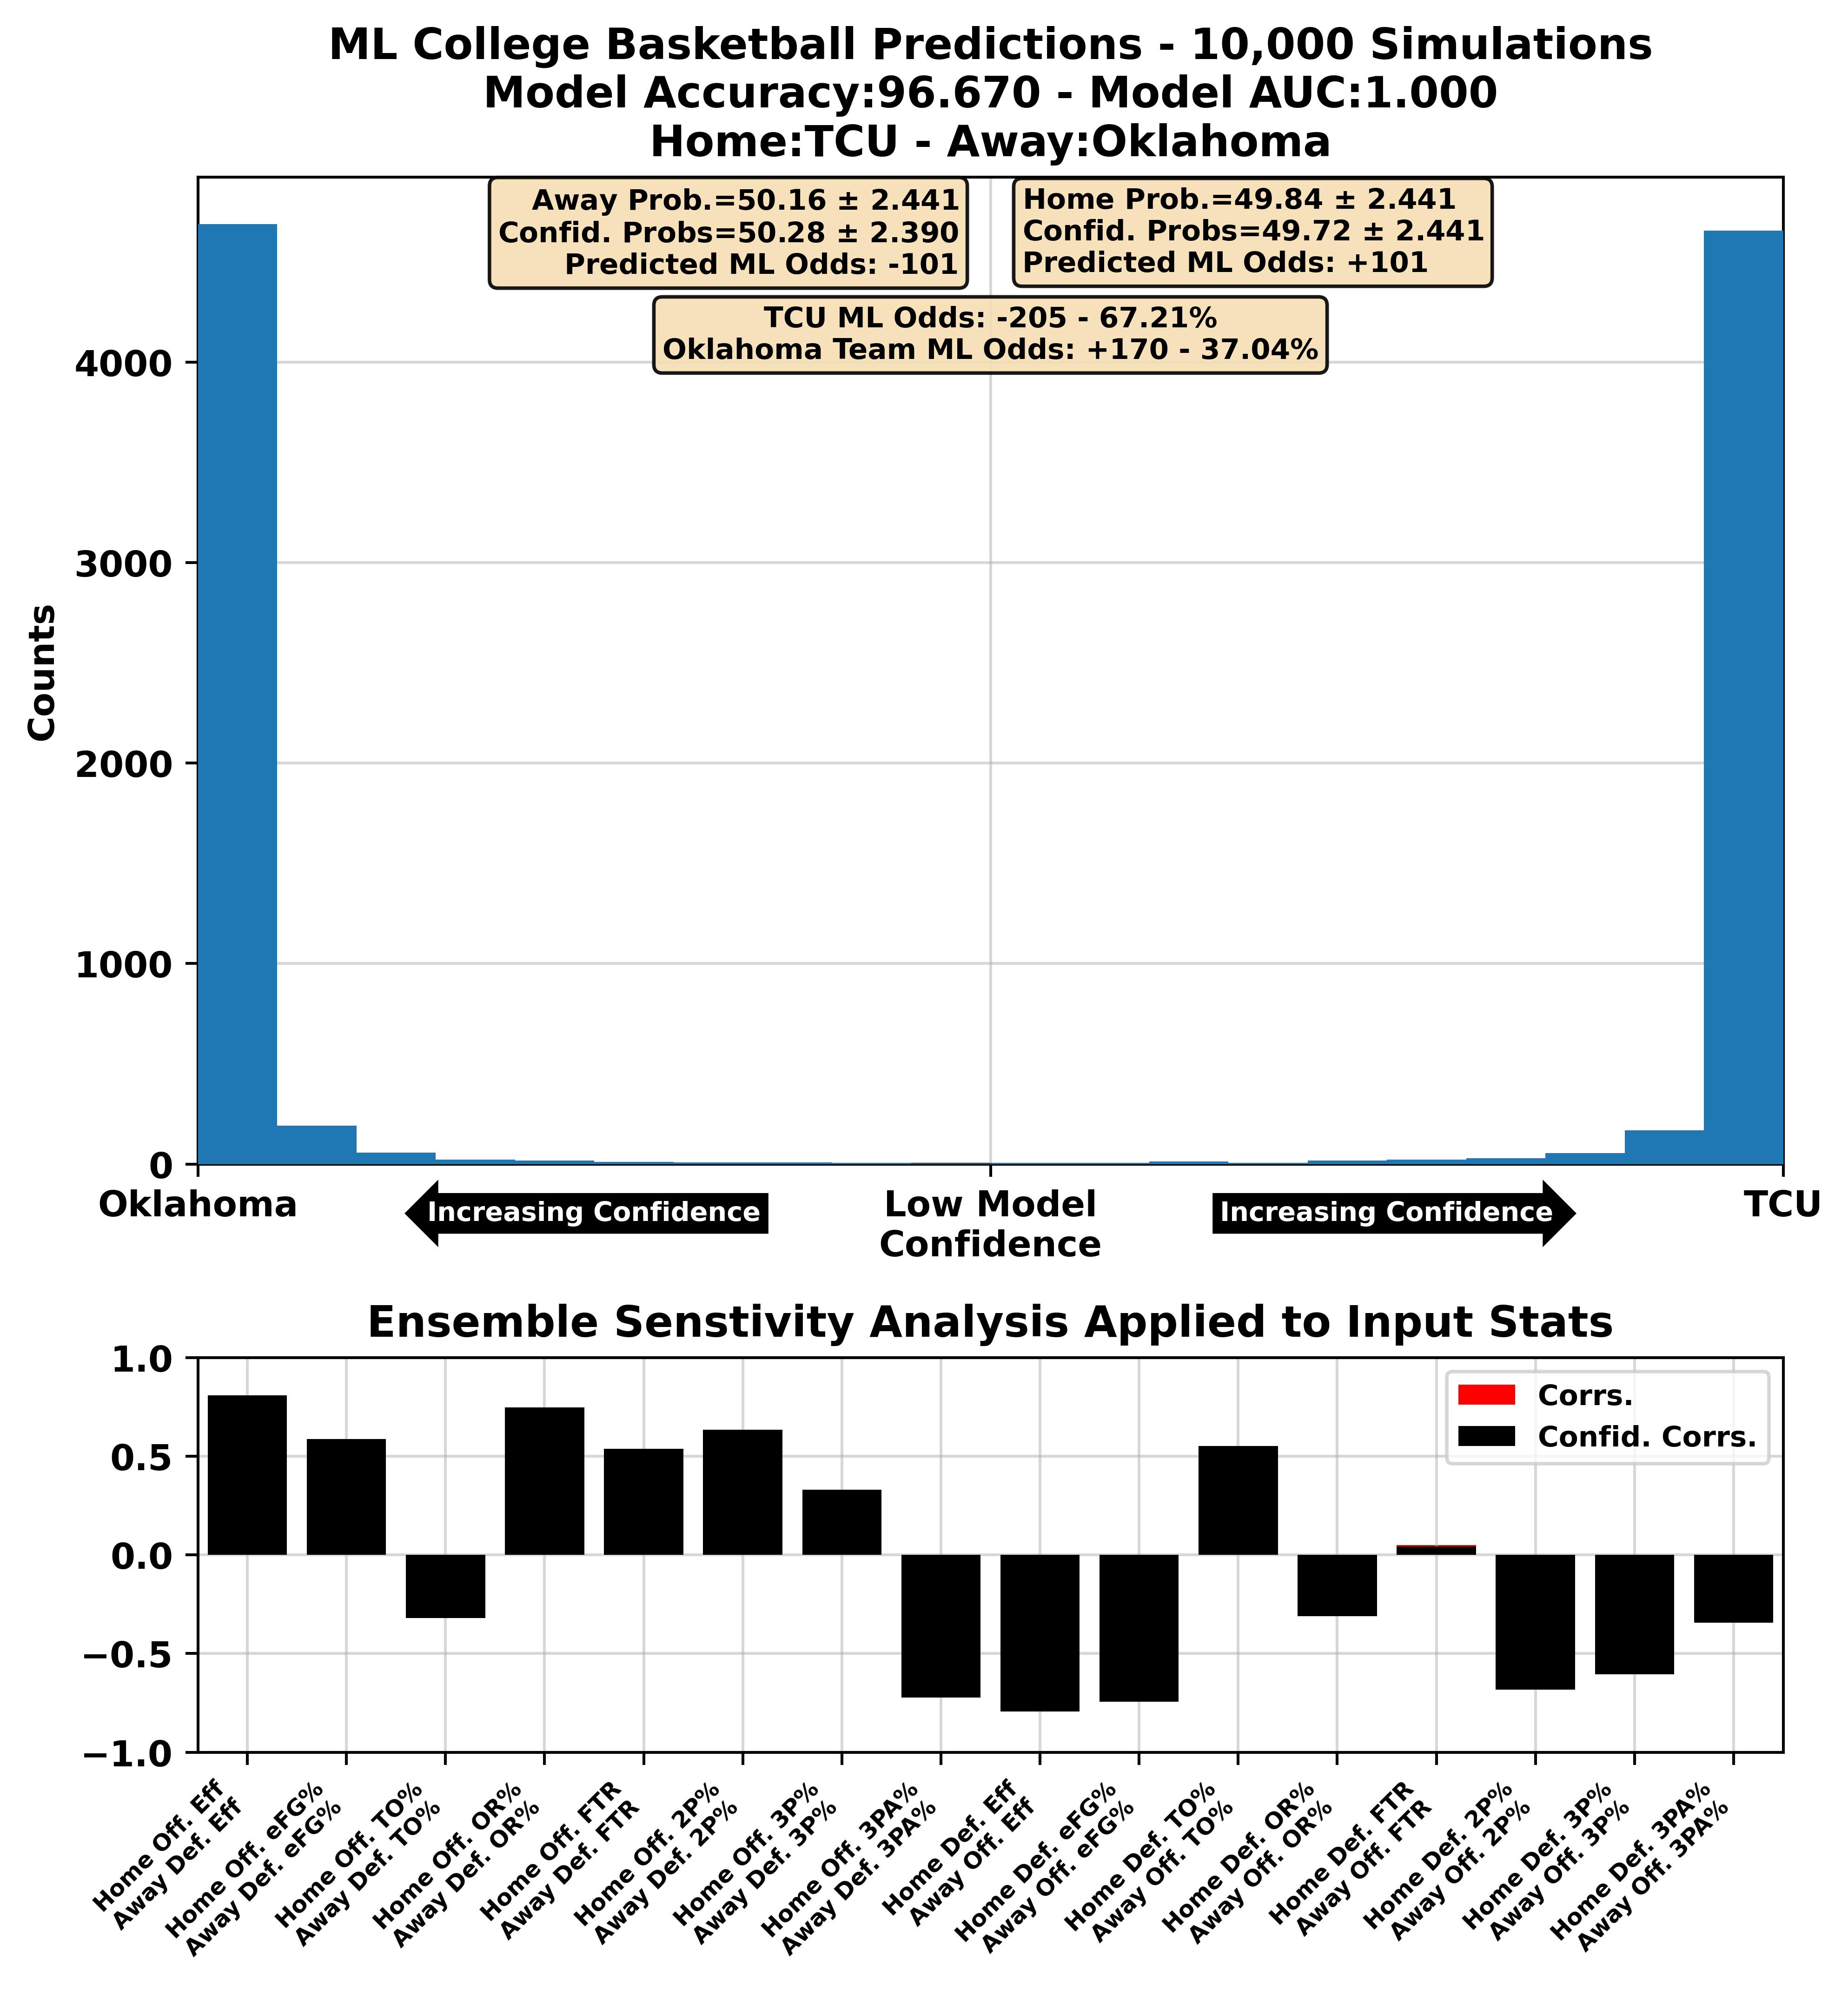 ML College Basketball Predictions - 10,000 Simulations
Model Accuracy:96.670 - Model AUC:1.000
Home:TCU - Away:Oklahoma
Away Prob.=50.16 ± 2.441
Confid. Probs=50.28 ± 2.390
Predicted ML Odds: -101
Home Prob.=49.84 ± 2.441
Confid. Probs=49.72 ± 2.441
Predicted ML Odds: +101
TCU ML Odds: -205 - 67.21%
Oklahoma Team ML Odds: +170 - 37.04%
Counts
4000
3000
2000
1000
0
Oklahoma
Increasing Confidence
Low Model
Confidence
Increasing Confidence
TCU
Ensemble Senstivity Analysis Applied to Input Stats
1.0
0.5
0.0
−0.5
−1.0
Corrs.
Confid. Corrs.
Home Off. Eff
Away Def. Eff
Home Off. eFG%
Away Def. eFG%
Home Off. TO%
Away Def. TO%
Home Off. OR%
Away Def. OR%
Home Off. FTR
Away Def. FTR
Home Off. 2P%
Away Def. 2P%
Home Off. 3P%
Away Def. 3P%
Home Off. 3PA%
Away Def. 3PA%
Home Def. Eff
Away Off. Eff
Home Def. eFG%
Away Off. eFG%
Home Def. TO%
Away Off. TO%
Home Def. OR%
Away Off. OR%
Home Def. FTR
Away Off. FTR
Home Def. 2P%
Away Off. 2P%
Home Def. 3P%
Away Off. 3P%
Home Def. 3PA%
Away Off. 3PA%